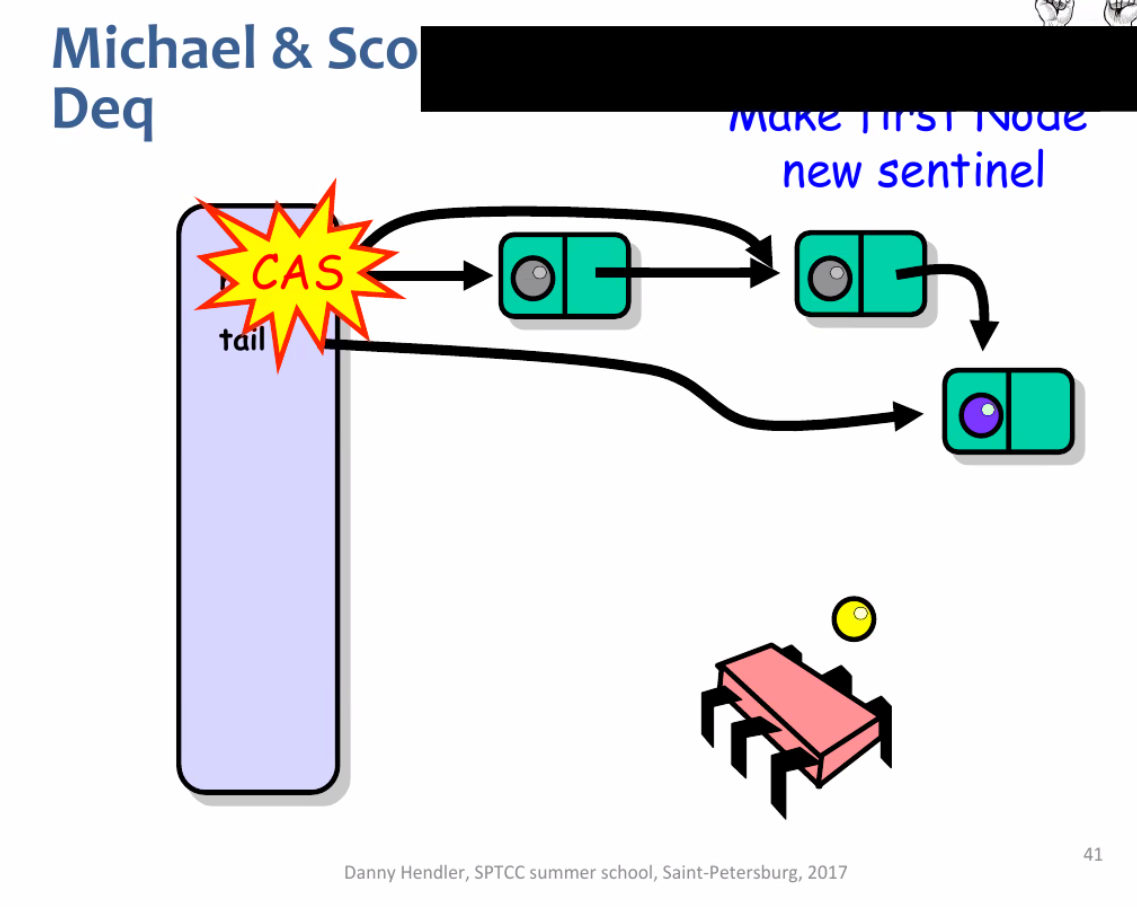 Michael & Sco
Deq
Make first Node
new sentinel
CAS
tail
Danny Hendler, SPTCC summer school, Saint-Petersburg, 2017
41